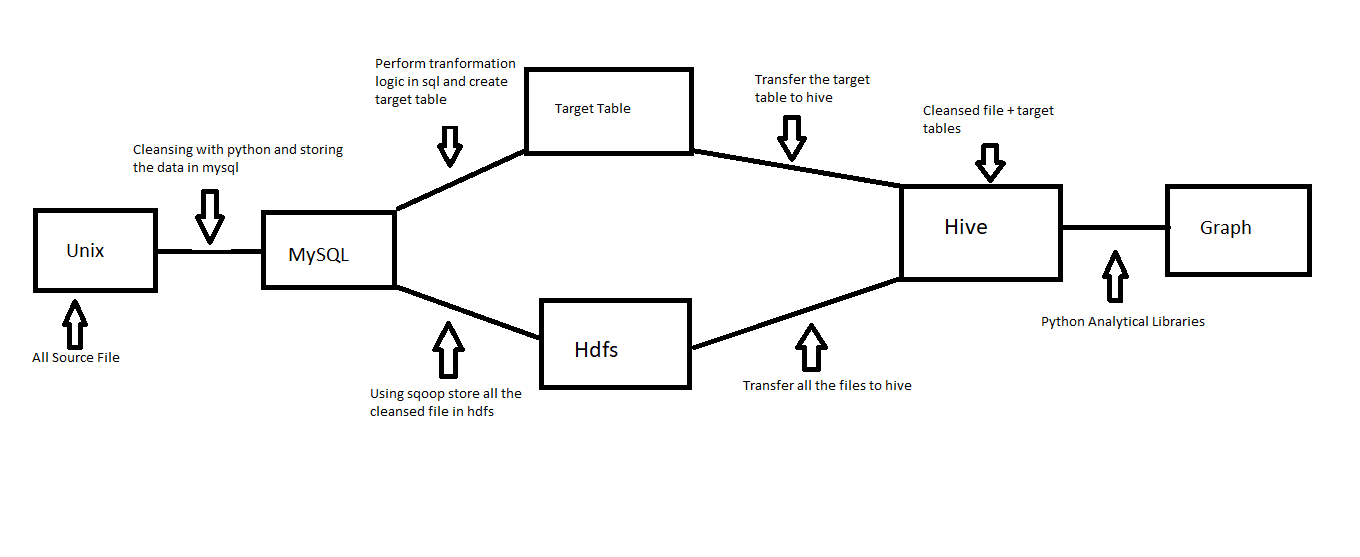 Perform tranformation
logic in sql and create
target table
Target Table
Transfer the target
table to hive
Cleansed file + target
tables
Cleansing with python and storing
the data in mysql
Unix
MySQL
Hive
Graph
All Source File
Hdfs
Using sqoop store all the
cleansed file in hdfs
Transfer all the files to hive
Python Analytical Libraries